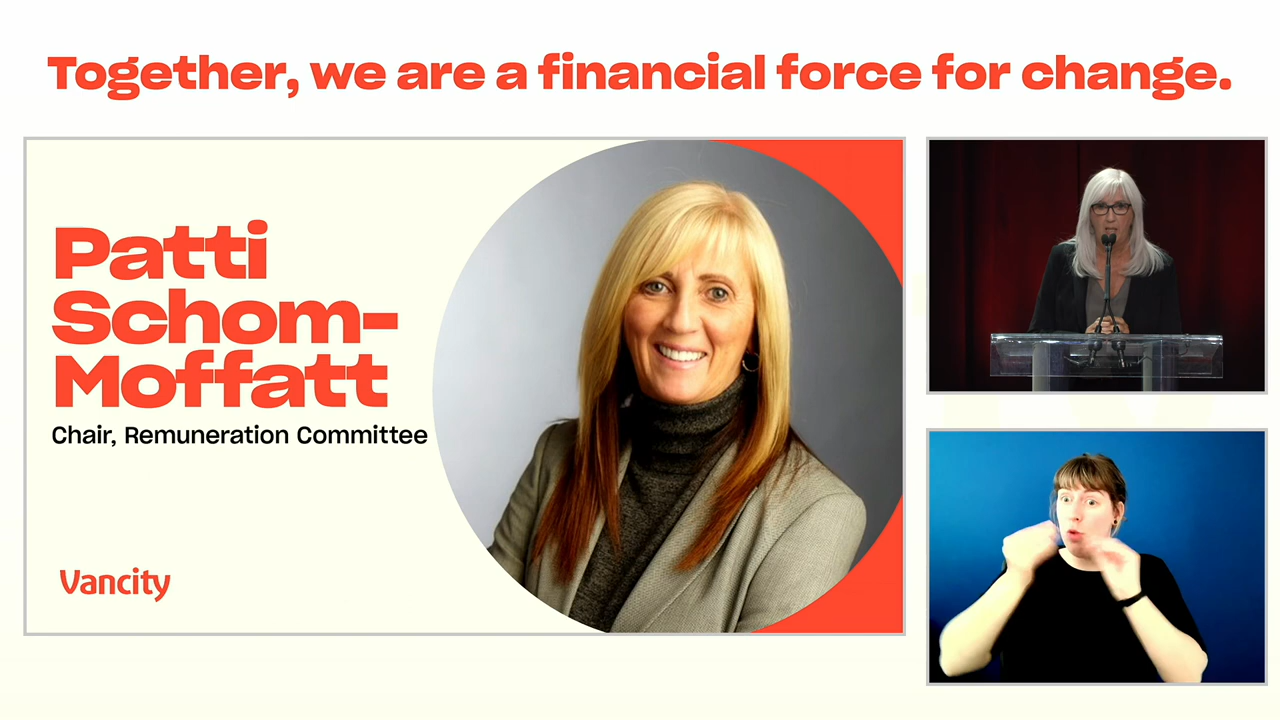 Together, we are a financial force for change.
Patti
Schom-
Moffatt
Chair, Remuneration Committee
Vancity